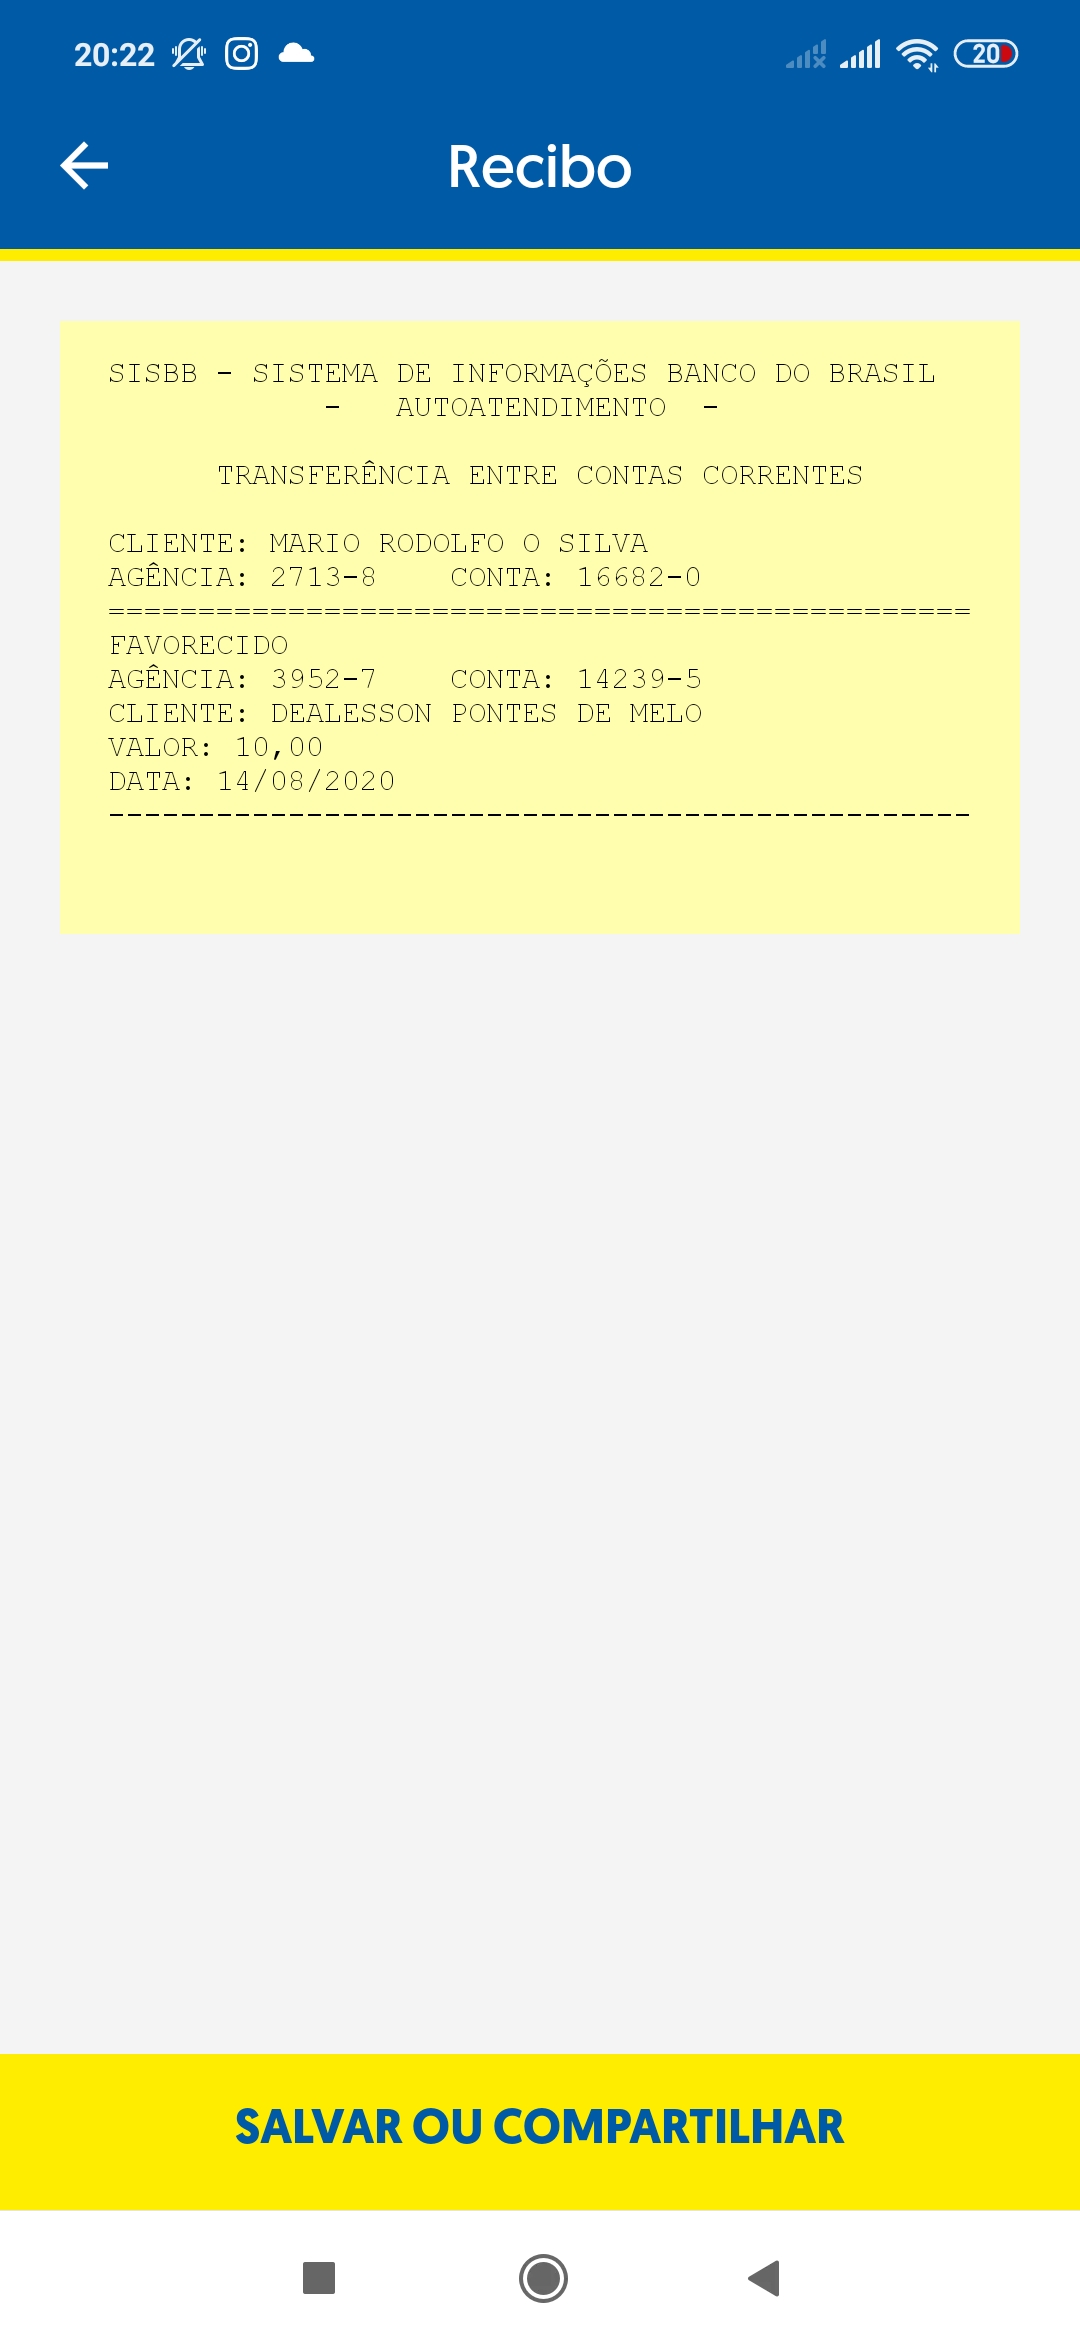 20:22
20
Recibo
SISBB - SISTEMA DE INFORMAÇÕES BANCO DO BRASIL
- AUTOATENDIMENTO -
TRANSFERÊNCIA ENTRE CONTAS CORRENTES
CLIENTE: MARIO RODOLFO O SILVA
AGÊNCIA: 2713-8 CONTA: 16682-0
================================================
FAVORECIDO
AGÊNCIA: 3952-7 CONTA: 14239-5
CLIENTE: DEALESSON PONTES DE MELO
VALOR: 10,00
DATA: 14/08/2020
------------------------------------------------
SALVAR OU COMPARTILHAR